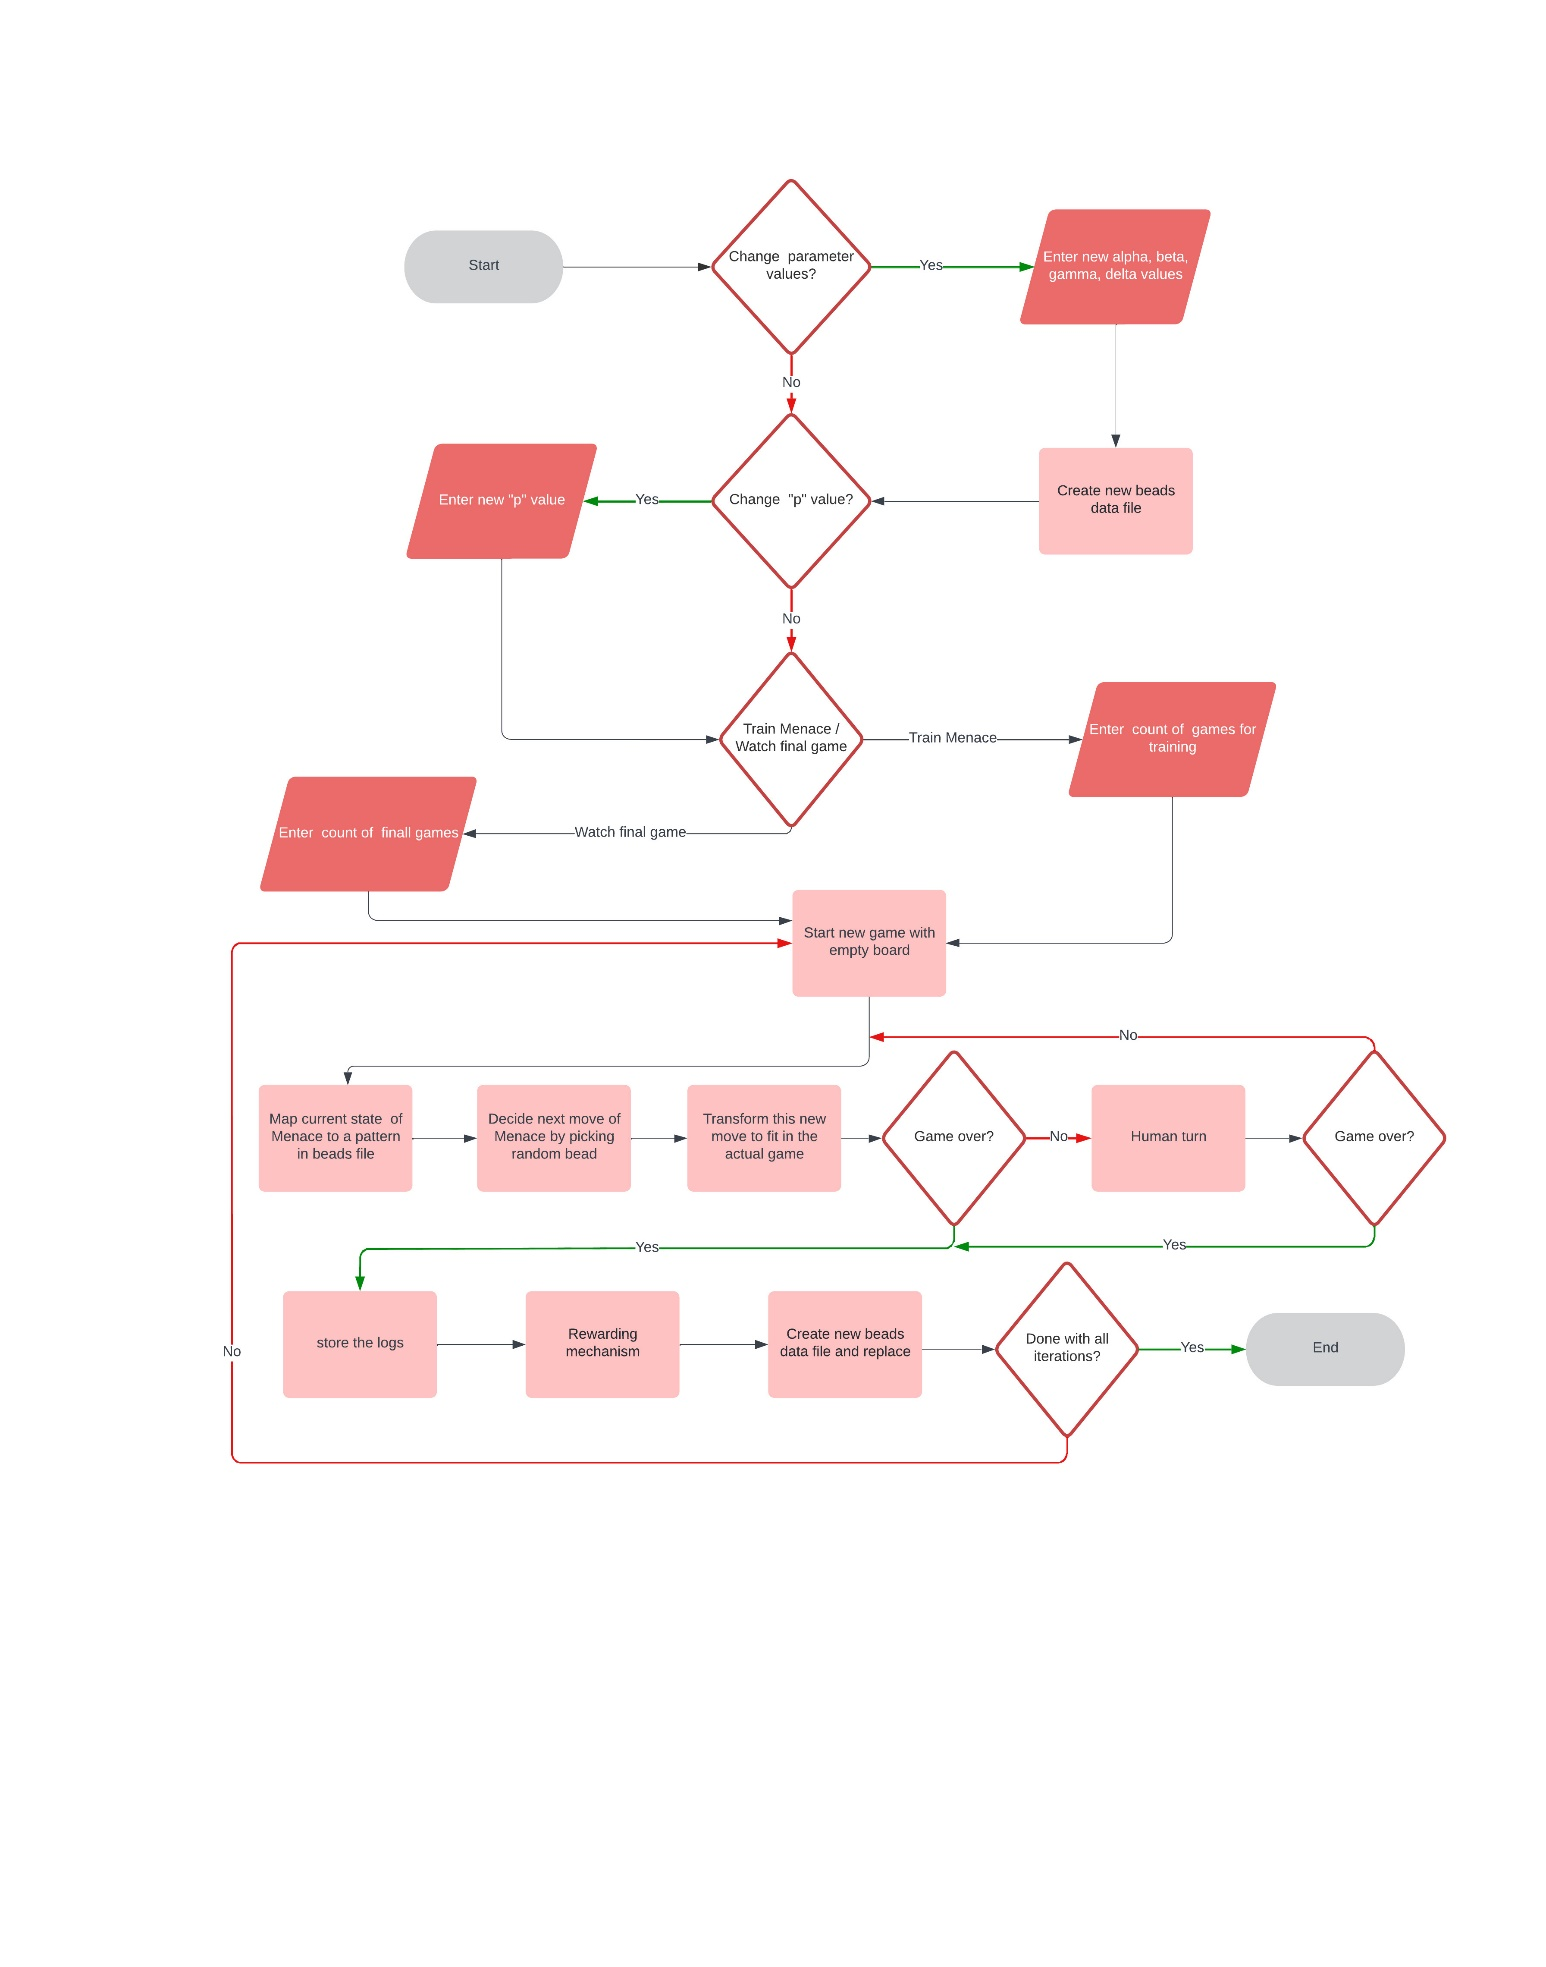 Start
Change  parameter
values?
Yes
Enter new alpha, beta,
gamma, delta values
No
Enter new "p" value
Yes
Change  "p" value?
Create new beads
data file
No
Train Menace /
Watch final game
Train Menace
Enter  count of  games for
training
Enter  count of  finall games
Watch final game
Start new game with
empty board
No
Map current state  of
Menace to a pattern
in beads file
Decide next move of
Menace by picking
random bead
Transform this new
move to fit in the
actual game
Game over?
No
Human turn
Game over?
Yes
Yes
No
store the logs
Rewarding
mechanism
Create new beads
data file and replace
Done with all
iterations?
Yes
End